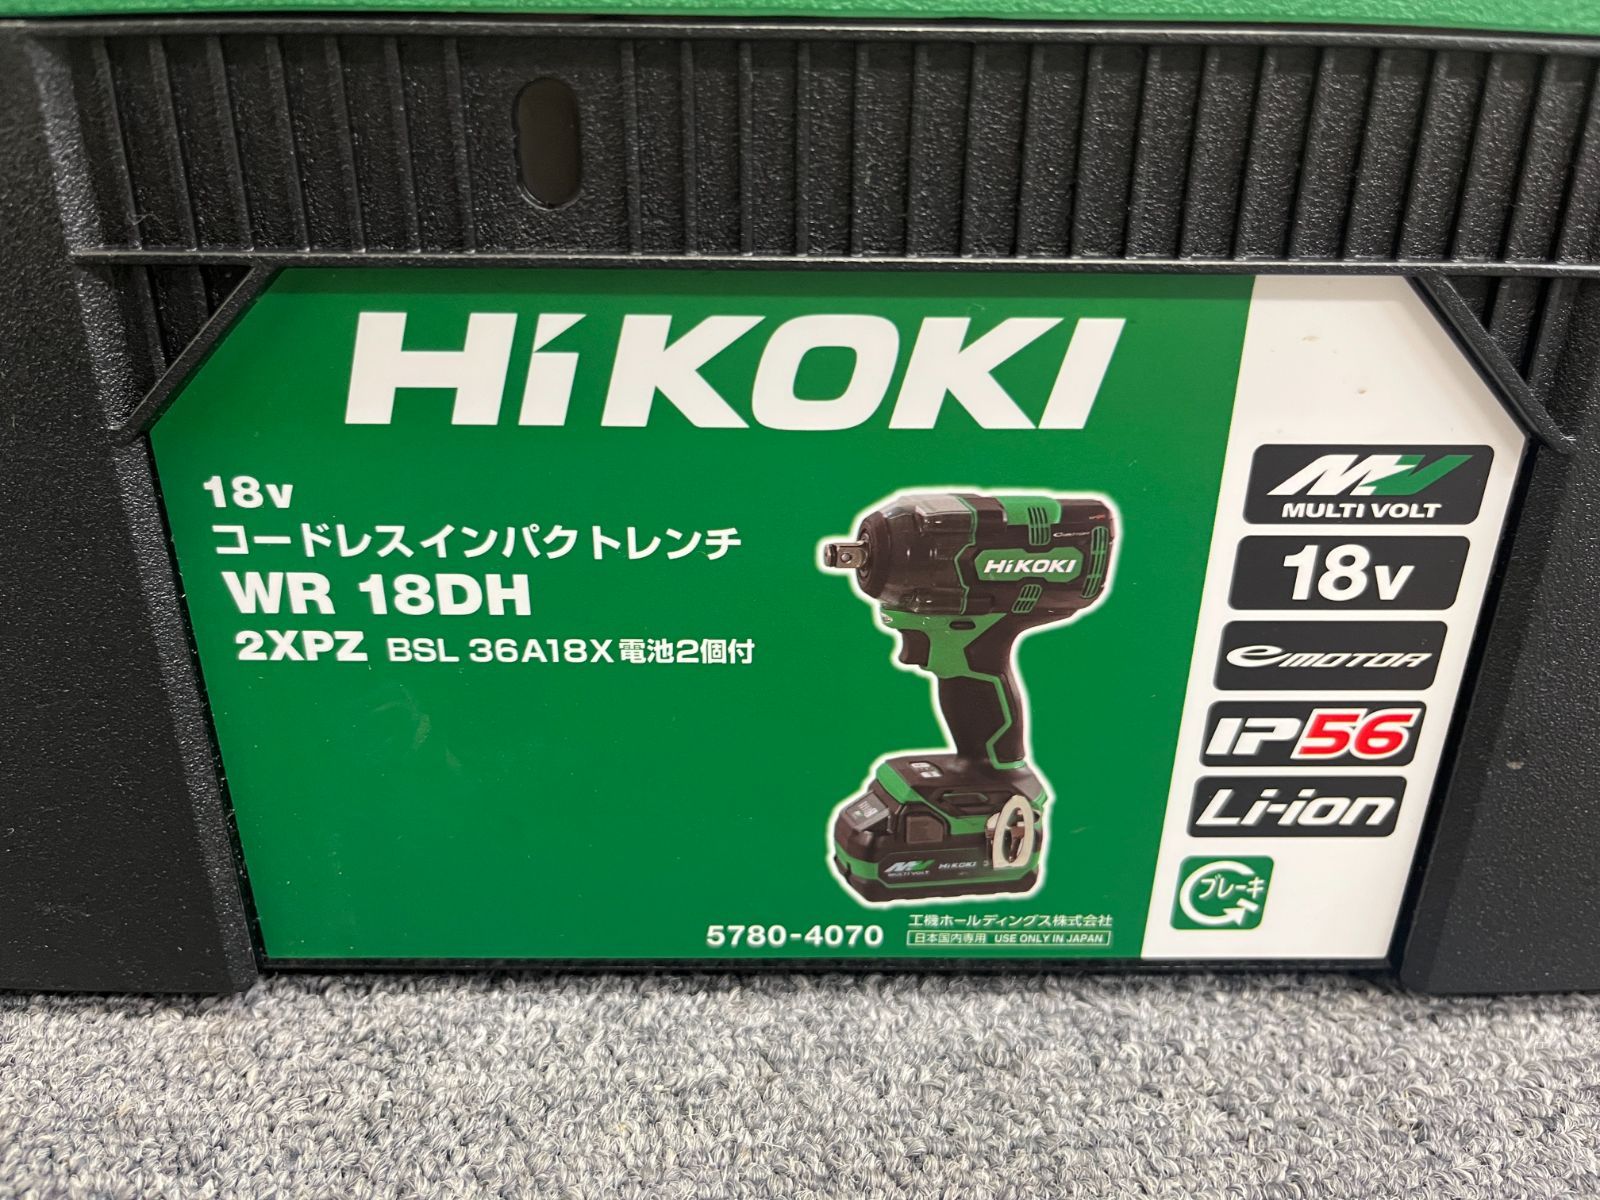 HiKOKI
18v
コードレスインパクトレンチ
WR 18DH
2XPZ BSL 36A18X電池2個付
MULTI VOLT
18v
eMOTOR
IP56
Li-ion
ブレーキ
HiKOKI
MV
MULTI VOLT
HiKOKI
5780-4070
工機ホールディングス株式会社
日本国内専用 USE ONLY IN JAPAN